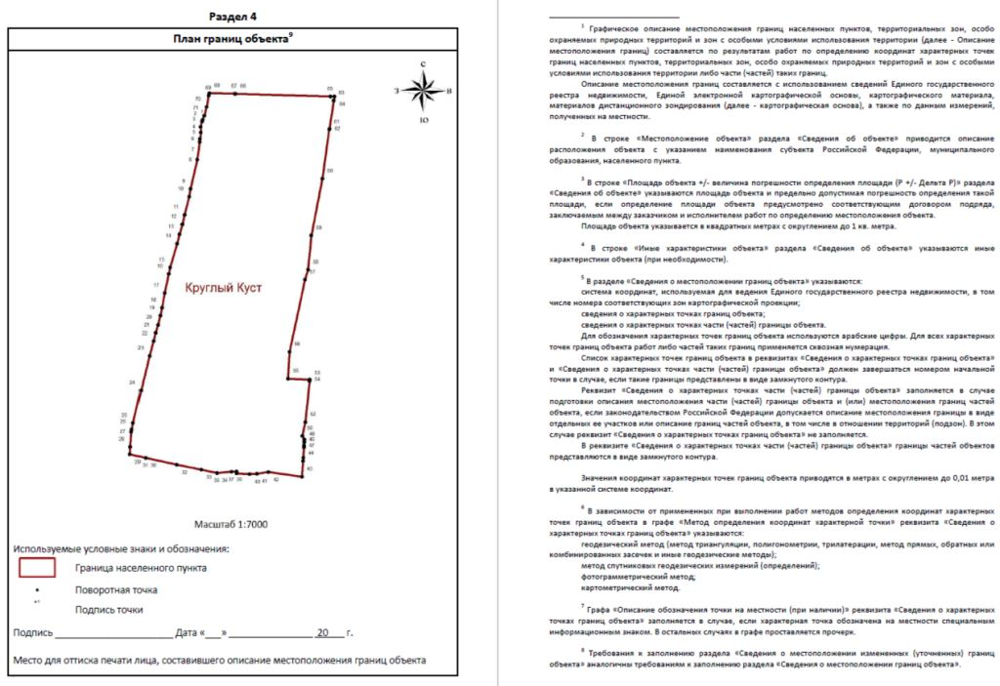 Раздел 4
План границ объекта⁹
С
З
В
Ю
69
68
67
66
65
63
64
70
71
61
62
7
8
60
9
10
11
12
13
14
59
58
57
15
16
17
Круглый Куст
18
19
20
21
22
23
56
55
53
54
24
52
25
26
27
28
50
48
44
29
31
30
32
33
34
37
36
40
41
42
43
Масштаб 1:7000
Используемые условные знаки и обозначения:
Граница населенного пункта
Поворотная точка
Подпись точки
Подпись ______________________ Дата «___» ________________ 20___ г.
Место для оттиска печати лица, составившего описание местоположения границ объекта
¹ Графическое описание местоположения границ населенных пунктов, территориальных зон, особо
охраняемых природных территорий и зон с особыми условиями использования территории (далее - Описание
местоположения границ) составляется по результатам работ по определению координат характерных точек
границ населенных пунктов, территориальных зон, особо охраняемых природных территорий и зон с особыми
условиями использования территории либо части (частей) таких границ.
Описание местоположения границ составляется с использованием сведений Единого государственного
реестра недвижимости, Единой электронной картографической основы, картографического материала,
материалов дистанционного зондирования (далее - картографическая основа), а также по данным измерений,
полученных на местности.
² В строке «Местоположение объекта» раздела «Сведения об объекте» приводится описание
расположения объекта с указанием наименования субъекта Российской Федерации, муниципального
образования, населенного пункта.
³ В строке «Площадь объекта +/- величина погрешности определения площади (P +/- Дельта P)» раздела
«Сведения об объекте» указываются площадь объекта и предельно допустимая погрешность определения такой
площади, если определение площади объекта предусмотрено соответствующим договором подряда,
заключаемым между заказчиком и исполнителем работ по определению местоположения объекта.
Площадь объекта указывается в квадратных метрах с округлением до 1 кв. метра.
⁴ В строке «Иные характеристики объекта» раздела «Сведения об объекте» указываются иные
характеристики объекта (при необходимости).
⁵ В разделе «Сведения о местоположении границ объекта» указываются:
система координат, используемая для ведения Единого государственного реестра недвижимости, в том
числе номера соответствующих зон картографической проекции;
сведения о характерных точках границ объекта;
сведения о характерных точках части (частей) границы объекта.
Для обозначения характерных точек границ объекта используются арабские цифры. Для всех характерных
точек границ объекта работ либо частей таких границ применяется сквозная нумерация.
Список характерных точек границ объекта в реквизитах «Сведения о характерных точках границ объекта»
и «Сведения о характерных точках части (частей) границы объекта» должен завершаться номером начальной
точки в случае, если такие границы представлены в виде замкнутого контура.
Реквизит «Сведения о характерных точках части (частей) границы объекта» заполняется в случае
подготовки описания местоположения части (частей) границы объекта и (или) местоположения границ частей
объекта, если законодательством Российской Федерации допускается описание местоположения границы в виде
отдельных ее участков или описание границ частей объекта, в том числе в отношении территорий (подзон). В этом
случае реквизит «Сведения о характерных точках границ объекта» не заполняется.
В реквизите «Сведения о характерных точках части (частей) границы объекта» границы частей объектов
представляются в виде замкнутого контура.
Значения координат характерных точек границ объекта приводятся в метрах с округлением до 0,01 метра
в указанной системе координат.
⁶ В зависимости от примененных при выполнении работ методов определения координат характерных
точек границ объекта в графе «Метод определения координат характерной точки» реквизита «Сведения о
характерных точках границ объекта» указываются:
геодезический метод (метод триангуляции, полигонометрии, трилатерации, метод прямых, обратных или
комбинированных засечек и иные геодезические методы);
метод спутниковых геодезических измерений (определений);
фотограмметрический метод;
картометрический метод.
⁷ Графа «Описание обозначения точки на местности (при наличии)» реквизита «Сведения о характерных
точках границ объекта» заполняется в случае, если характерная точка обозначена на местности специальным
информационным знаком. В остальных случаях в графе проставляется прочерк.
⁸ Требования к заполнению раздела «Сведения о местоположении измененных (уточненных) границ
объекта» аналогичны требованиям к заполнению раздела «Сведения о местоположении границ объекта».